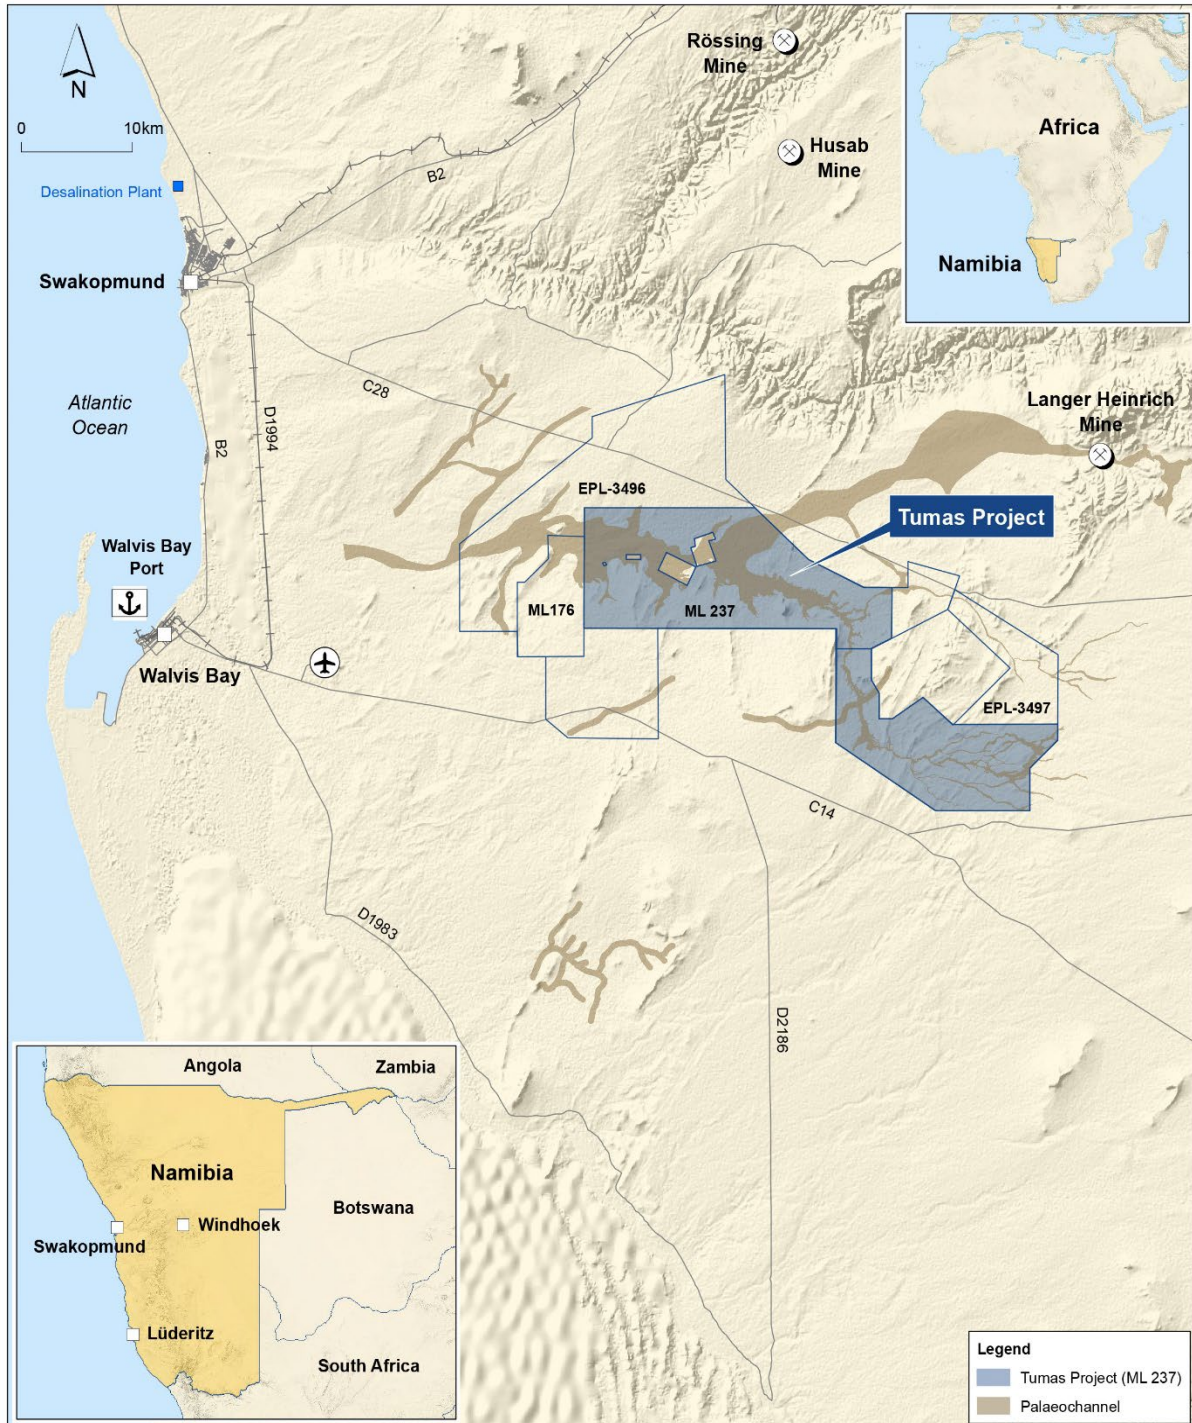 Rössing
Mine
N
0 10km
Africa
Husab
Mine
B2
Desalination Plant
Swakopmund
Namibia
C28
Atlantic
Ocean
D1994
B2
Langer Heinrich
Mine
EPL-3496
Tumas Project
Walvis Bay
Port
ML176
ML 237
Walvis Bay
EPL-3497
C14
D1983
D2186
Angola
Zambia
Namibia
Botswana
Windhoek
Swakopmund
Lüderitz
South Africa
Legend
Tumas Project (ML 237)
Palaeochannel